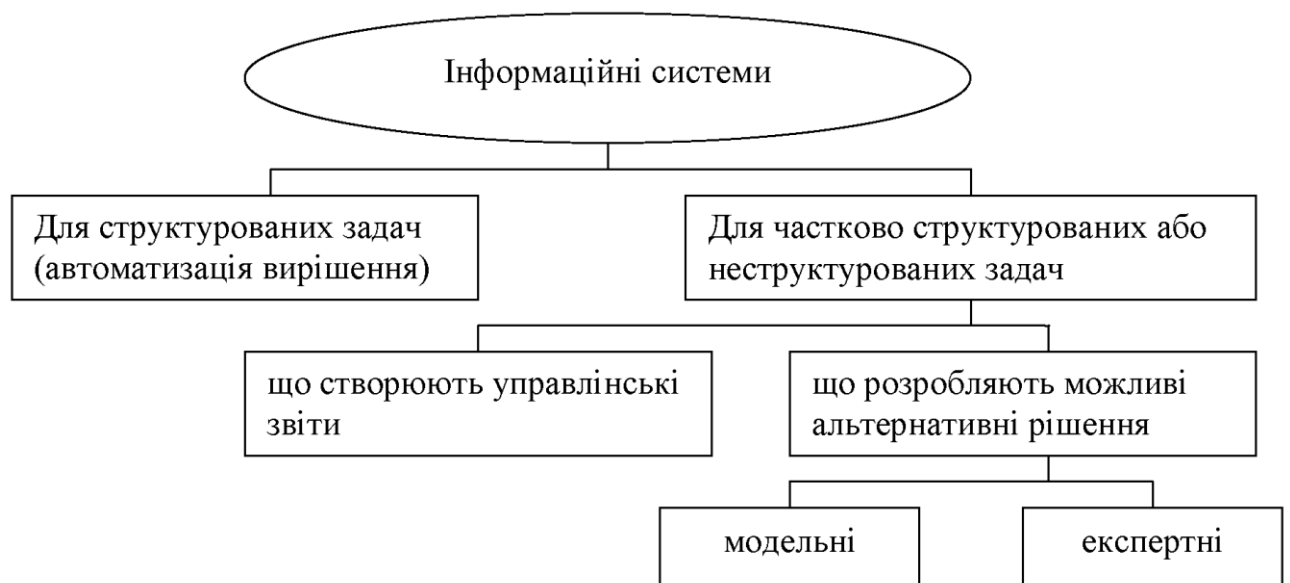 Інформаційні системи
Для структурованих задач
(автоматизація вирішення)
Для частково структурованих або
неструктурованих задач
що створюють управлінські
звіти
що розробляють можливі
альтернативні рішення
модельні
експертні